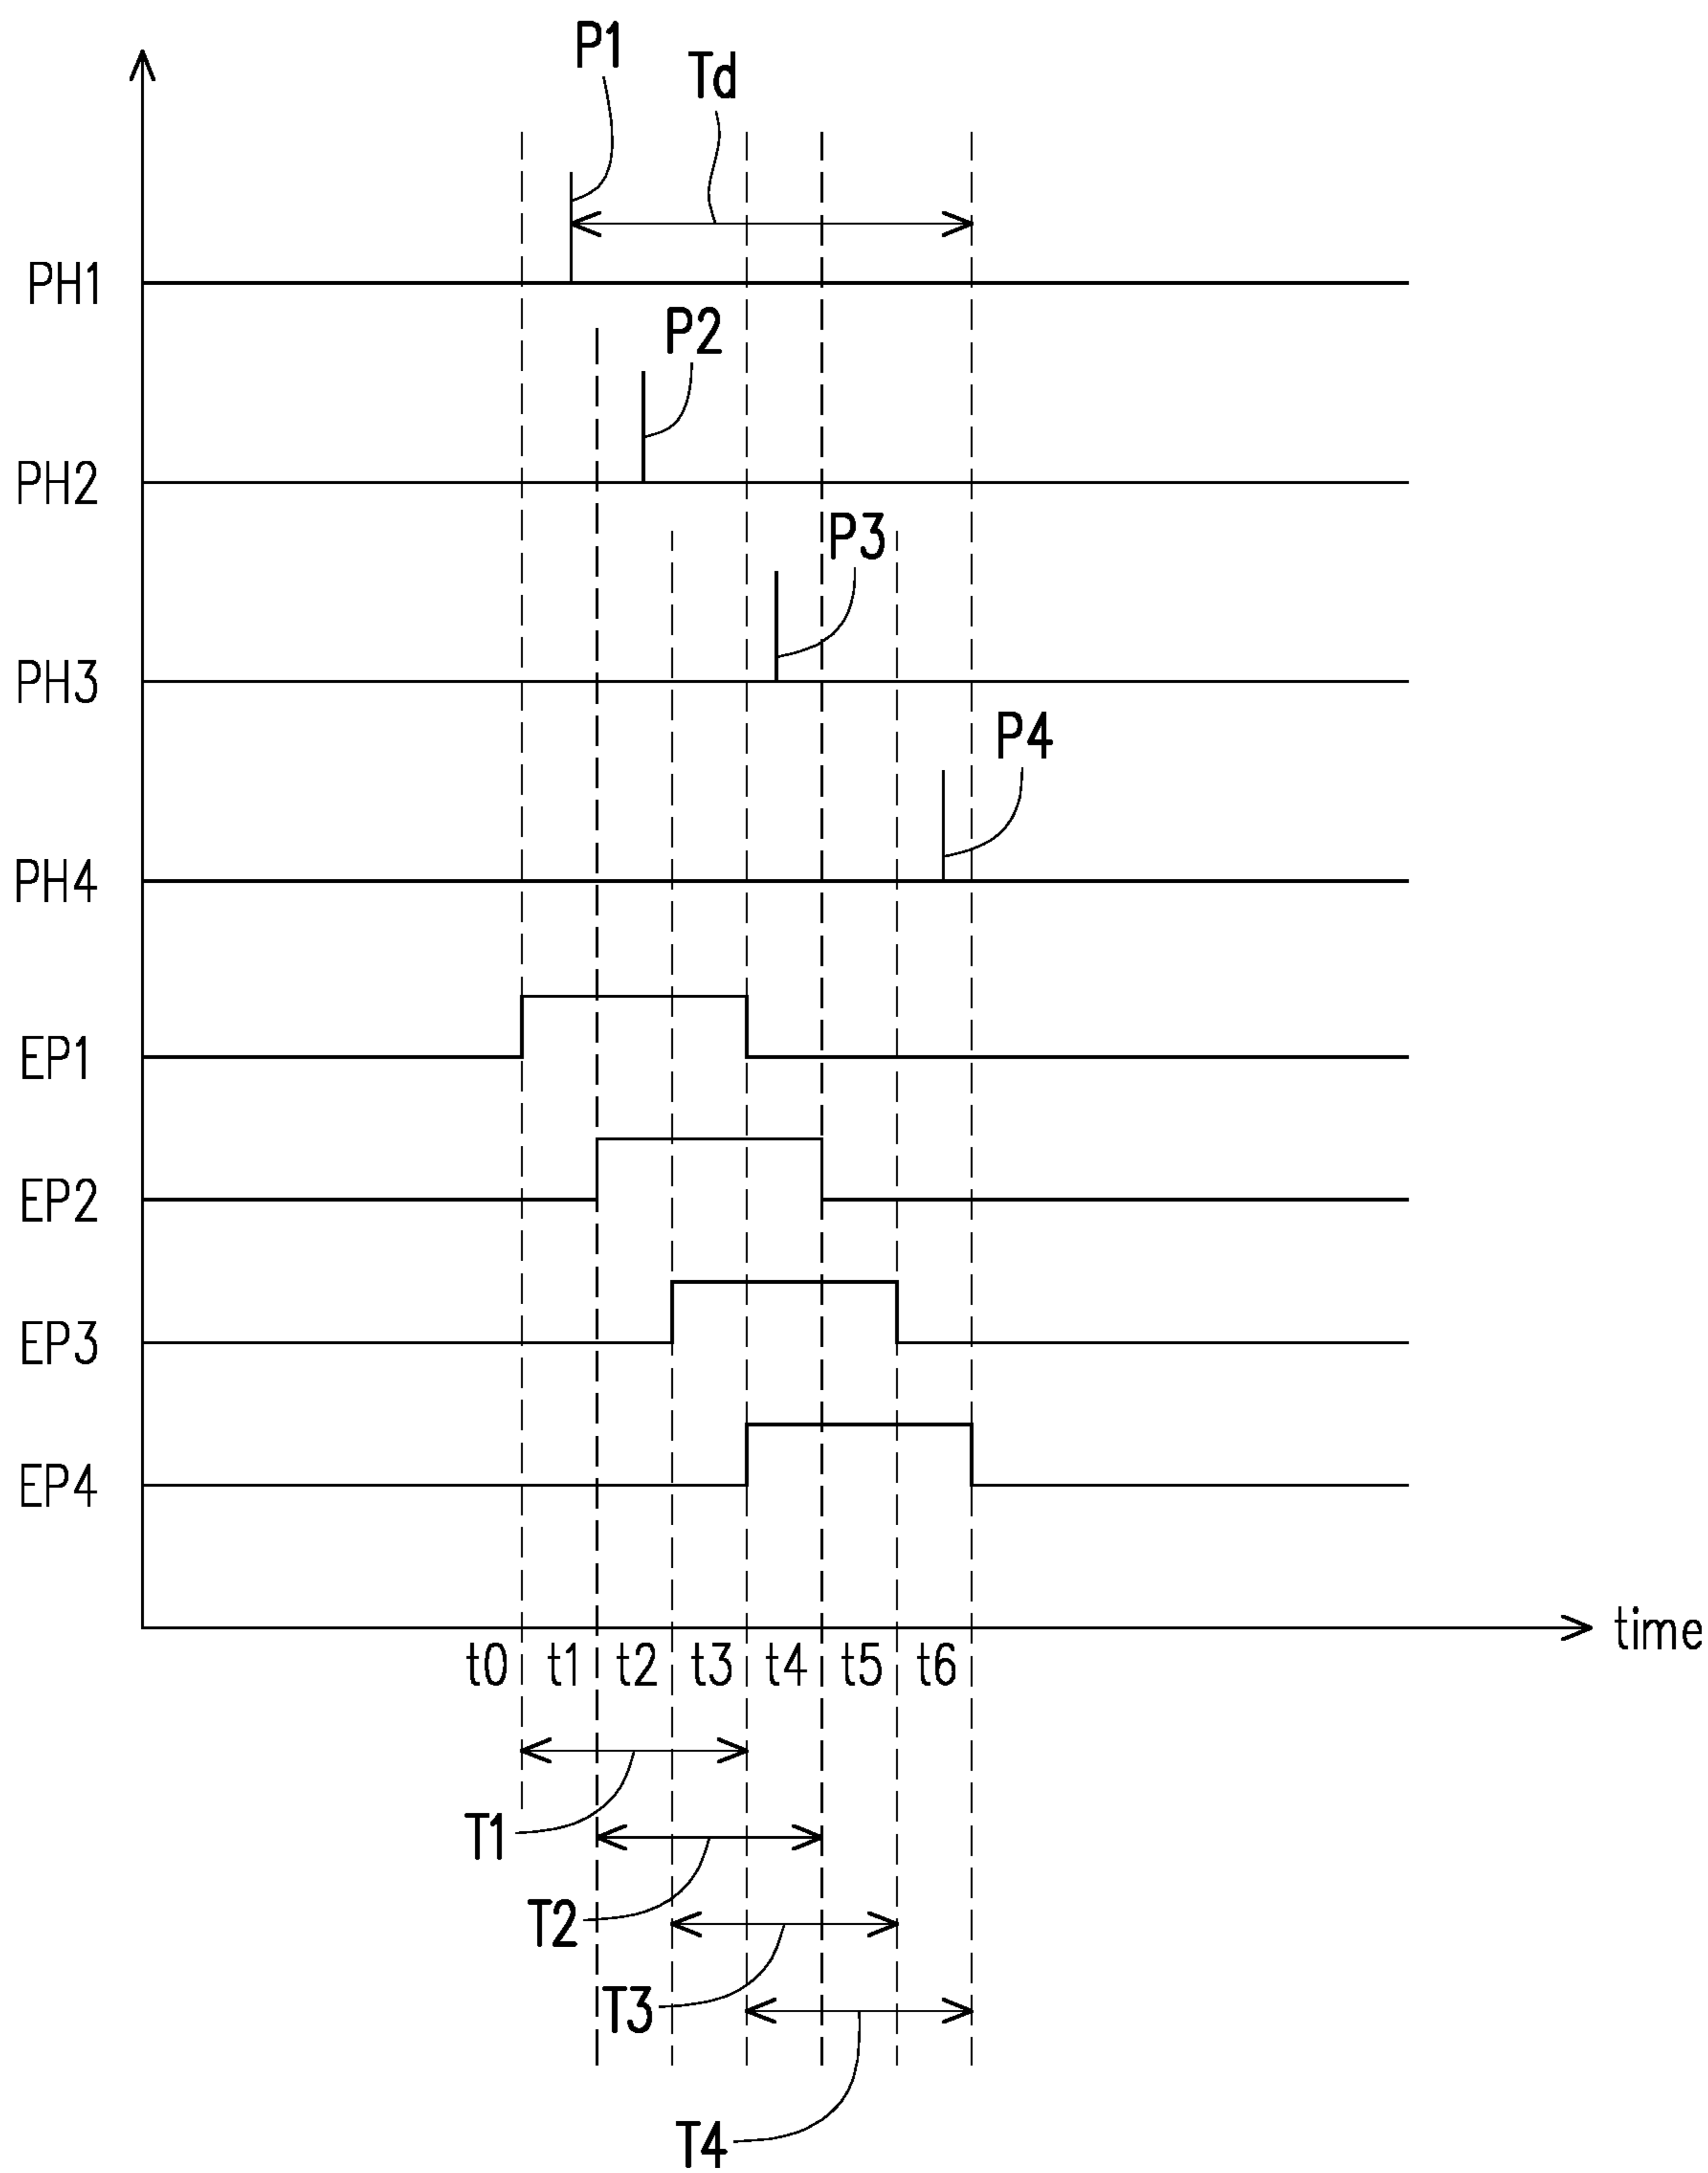 P1
Td
PH1
P2
PH2
P3
PH3
P4
PH4
EP1
EP2
EP3
EP4
time
t0 t1 t2 t3 t4 t5 t6
T1
T2
T3
T4